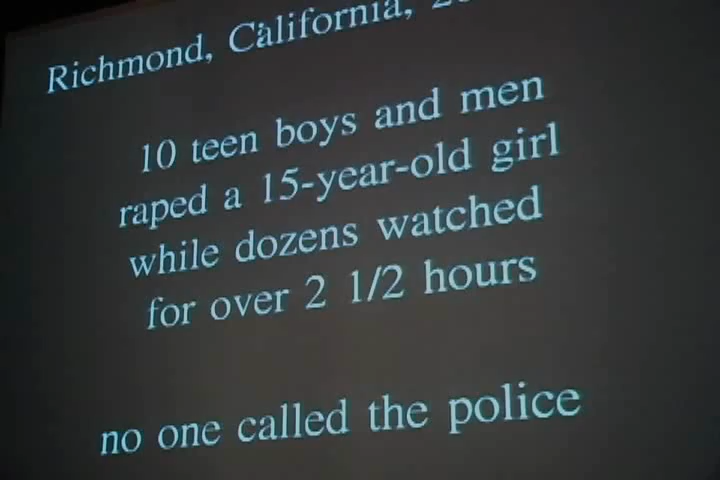 Richmond, California,
10 teen boys and men
raped a 15-year-old girl
while dozens watched
for over 2 1/2 hours
no one called the police